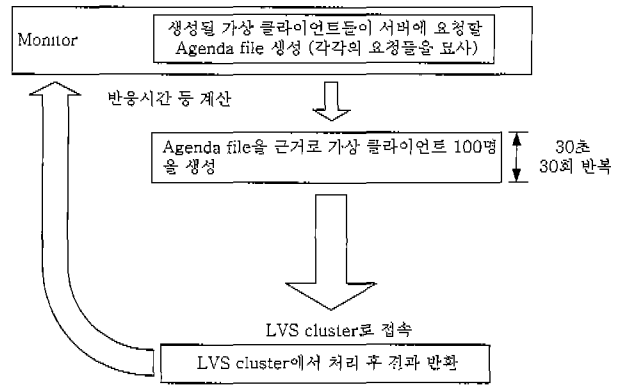 Monitor
생성될 가상 클라이언트들이 서버에 요청할
Agenda file 생성 (각각의 요청들을 묘사)
반응시간 등 계산
Agenda file을 근거로 가상 클라이언트 100명
을 생성
30초
30회 반복
LVS cluster로 접속
LVS cluster에서 처리 후 결과 반환